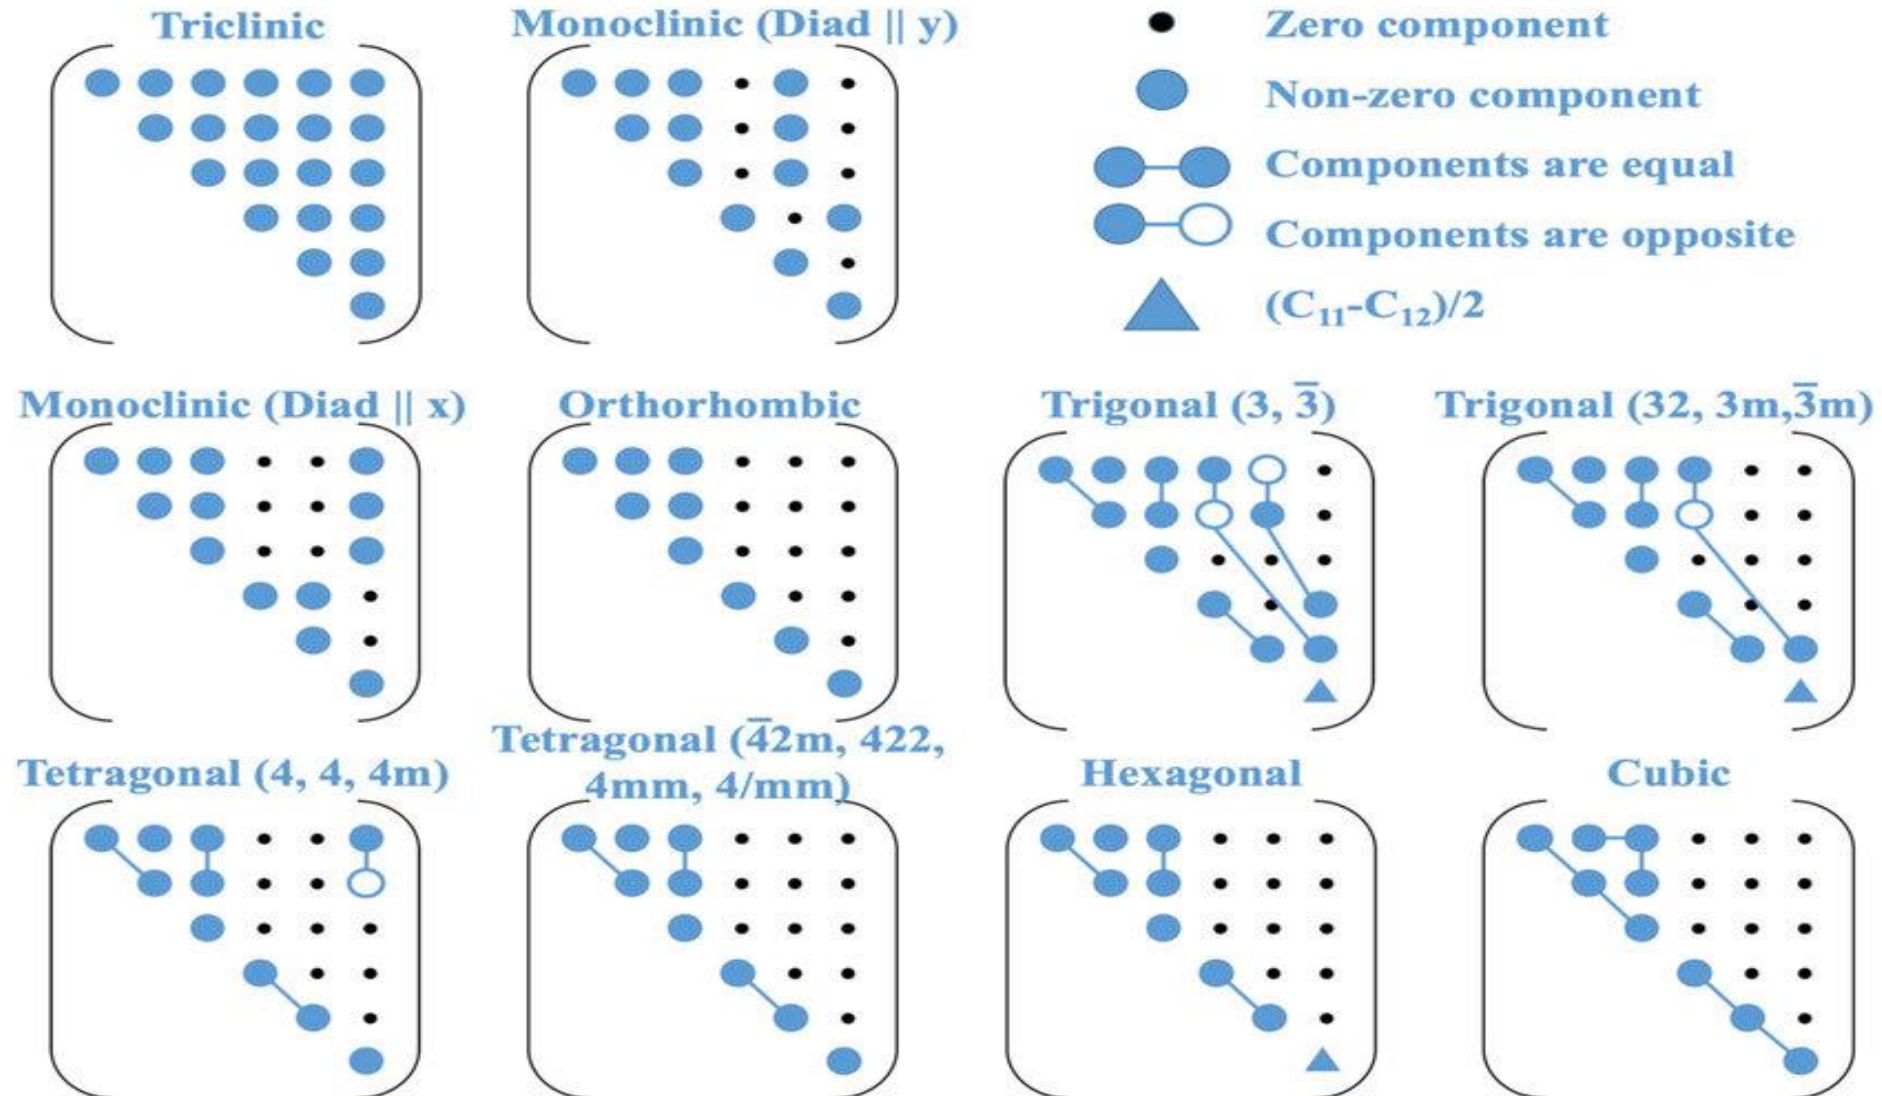 Triclinic
Monoclinic (Diad || y)
Zero component
Non-zero component
Components are equal
Components are opposite
(C₁₁-C₁₂)/2
Monoclinic (Diad || x)
Orthorhombic
Trigonal (3, 3̅)
Trigonal (32, 3m,3̅m)
Tetragonal (4, 4, 4m)
Tetragonal (4̅2m, 422,
4mm, 4/mm)
Hexagonal
Cubic